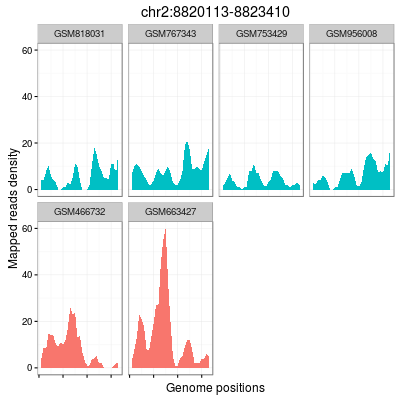 chr2:8820113-8823410
GSM818031 GSM767343 GSM753429 GSM956008
60
40
20
0
GSM466732 GSM663427
60
40
20
0
Mapped reads density
Genome positions